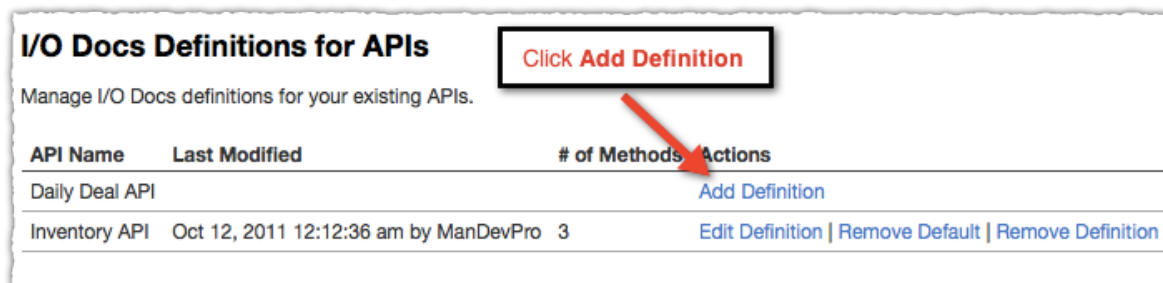 I/O Docs Definitions for APIs
Click Add Definition
Manage I/O Docs definitions for your existing APIs.
API Name Last Modified # of Methods Actions
Daily Deal API Add Definition
Inventory API Oct 12, 2011 12:12:36 am by ManDevPro 3 Edit Definition | Remove Default | Remove Definition